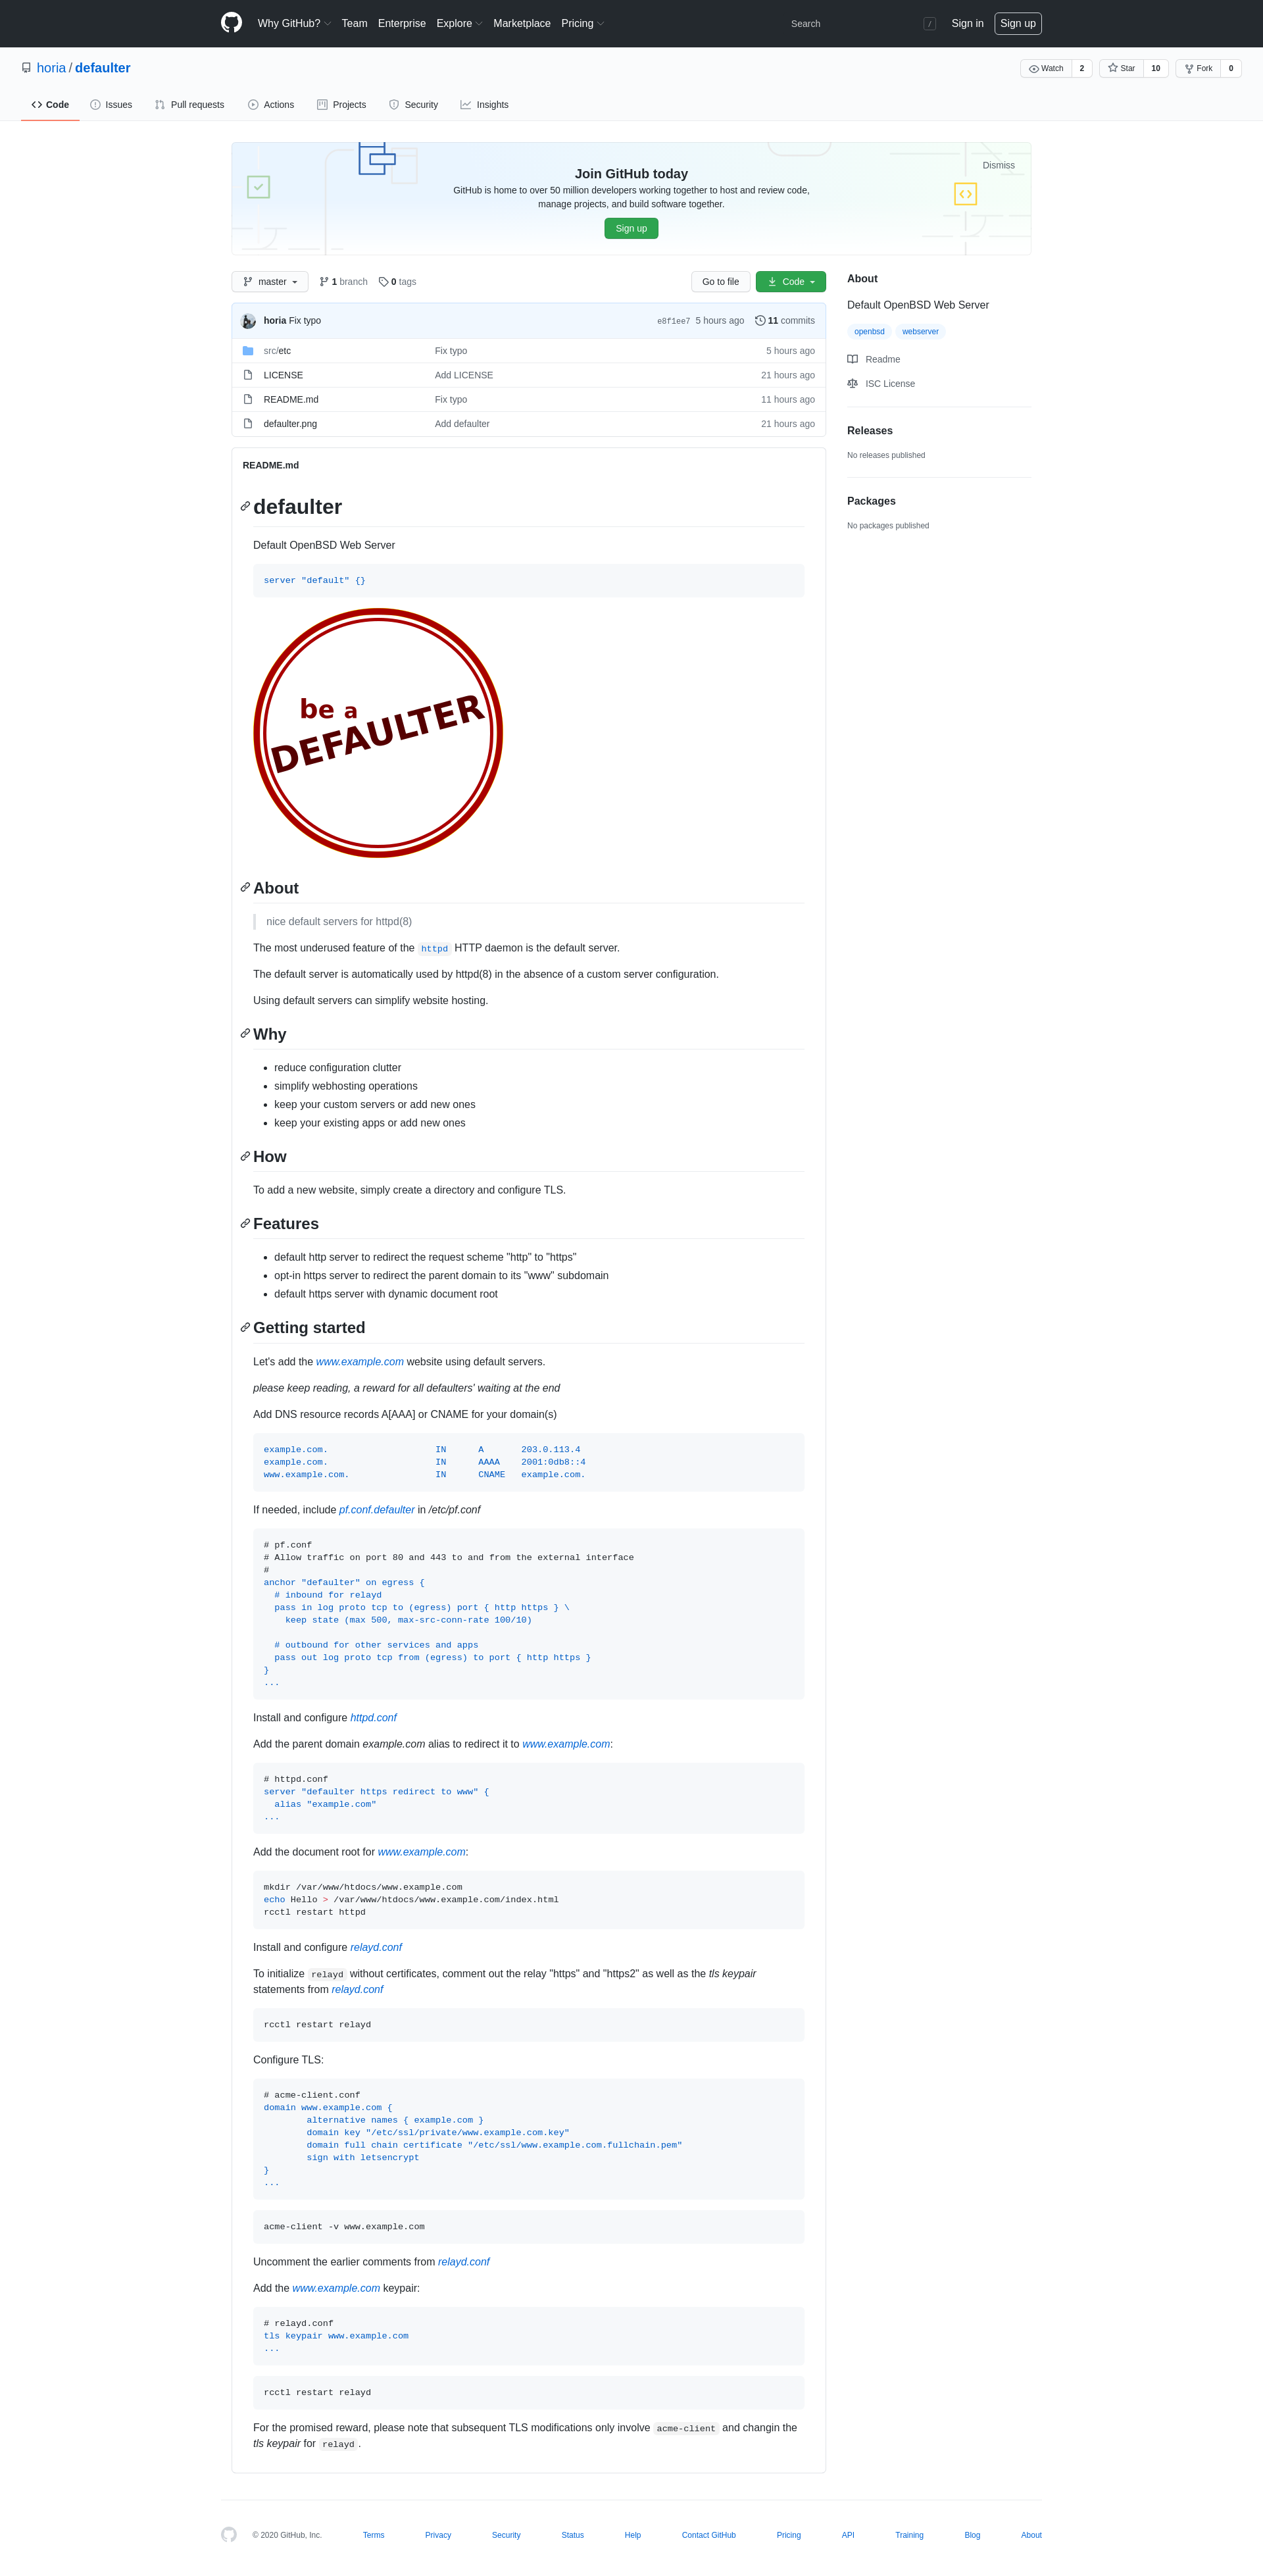 Why GitHub? Team Enterprise Explore Marketplace Pricing Search / Sign in Sign up
horia / defaulter Watch 2 Star 10 Fork 0
Code Issues Pull requests Actions Projects Security Insights
Dismiss
Join GitHub today
GitHub is home to over 50 million developers working together to host and review code,
manage projects, and build software together.
Sign up
master 1 branch 0 tags Go to file Code
horia Fix typo e8f1ee7 5 hours ago 11 commits
src/etc Fix typo 5 hours ago
LICENSE Add LICENSE 21 hours ago
README.md Fix typo 11 hours ago
defaulter.png Add defaulter 21 hours ago
About
Default OpenBSD Web Server
openbsd webserver
Readme
ISC License
Releases
No releases published
Packages
No packages published
README.md
defaulter
Default OpenBSD Web Server
server "default" {}
be a
DEFAULTER
About
nice default servers for httpd(8)
The most underused feature of the httpd HTTP daemon is the default server.
The default server is automatically used by httpd(8) in the absence of a custom server configuration.
Using default servers can simplify website hosting.
Why
reduce configuration clutter
simplify webhosting operations
keep your custom servers or add new ones
keep your existing apps or add new ones
How
To add a new website, simply create a directory and configure TLS.
Features
default http server to redirect the request scheme "http" to "https"
opt-in https server to redirect the parent domain to its "www" subdomain
default https server with dynamic document root
Getting started
Let's add the www.example.com website using default servers.
please keep reading, a reward for all defaulters' waiting at the end
Add DNS resource records A[AAA] or CNAME for your domain(s)
example.com. IN A 203.0.113.4
example.com. IN AAAA 2001:0db8::4
www.example.com. IN CNAME example.com.
If needed, include pf.conf.defaulter in /etc/pf.conf
# pf.conf
# Allow traffic on port 80 and 443 to and from the external interface
#
anchor "defaulter" on egress {
# inbound for relayd
pass in log proto tcp to (egress) port { http https } \
keep state (max 500, max-src-conn-rate 100/10)
# outbound for other services and apps
pass out log proto tcp from (egress) to port { http https }
}
...
Install and configure httpd.conf
Add the parent domain example.com alias to redirect it to www.example.com:
# httpd.conf
server "defaulter https redirect to www" {
alias "example.com"
...
Add the document root for www.example.com:
mkdir /var/www/htdocs/www.example.com
echo Hello > /var/www/htdocs/www.example.com/index.html
rcctl restart httpd
Install and configure relayd.conf
To initialize relayd without certificates, comment out the relay "https" and "https2" as well as the tls keypair
statements from relayd.conf
rcctl restart relayd
Configure TLS:
# acme-client.conf
domain www.example.com {
alternative names { example.com }
domain key "/etc/ssl/private/www.example.com.key"
domain full chain certificate "/etc/ssl/www.example.com.fullchain.pem"
sign with letsencrypt
}
...
acme-client -v www.example.com
Uncomment the earlier comments from relayd.conf
Add the www.example.com keypair:
# relayd.conf
tls keypair www.example.com
...
rcctl restart relayd
For the promised reward, please note that subsequent TLS modifications only involve acme-client and changin the
tls keypair for relayd.
© 2020 GitHub, Inc. Terms Privacy Security Status Help Contact GitHub Pricing API Training Blog About